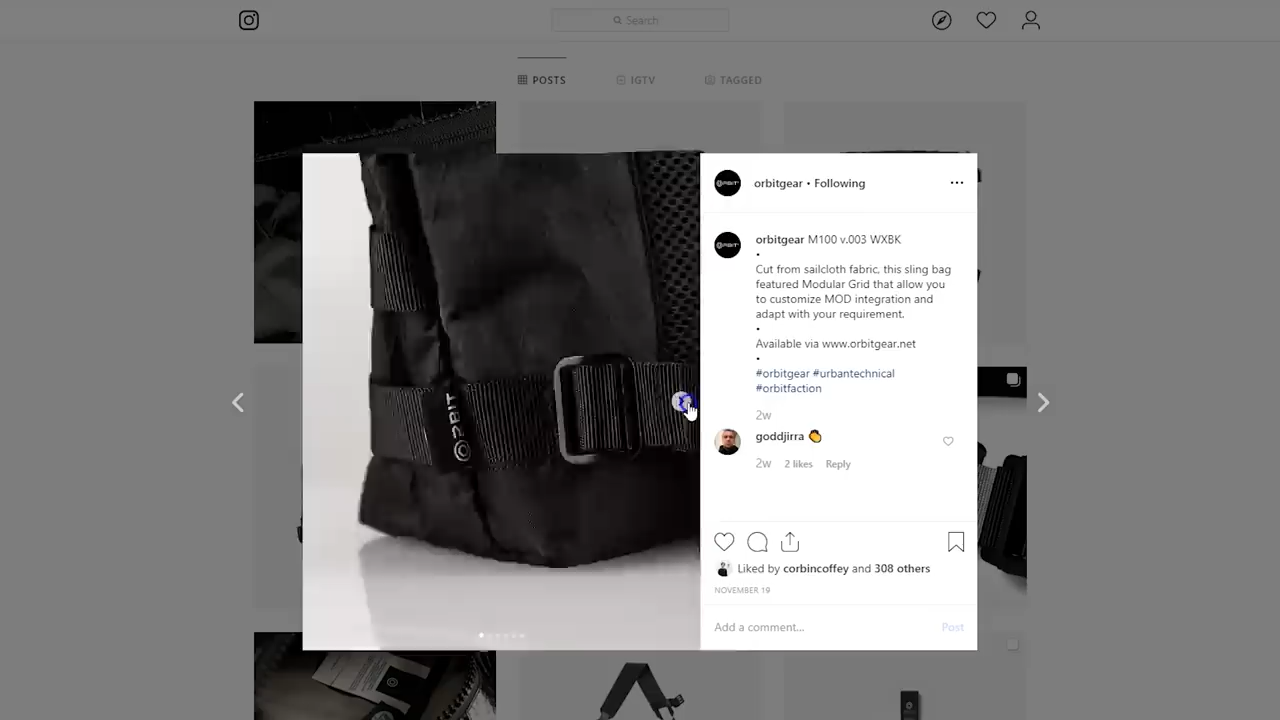 Search
POSTS
IGTV
TAGGED
orbitgear • Following
orbitgear M100 v.003 WXBK
•
Cut from sailcloth fabric, this sling bag
featured Modular Grid that allow you
to customize MOD integration and
adapt with your requirement.
•
Available via www.orbitgear.net
•
#orbitgear #urbantechnical
#orbitfaction
2w
goddjirra 👏
2w 2 likes Reply
Liked by corbincoffey and 308 others
NOVEMBER 19
Add a comment... Post
ORBIT